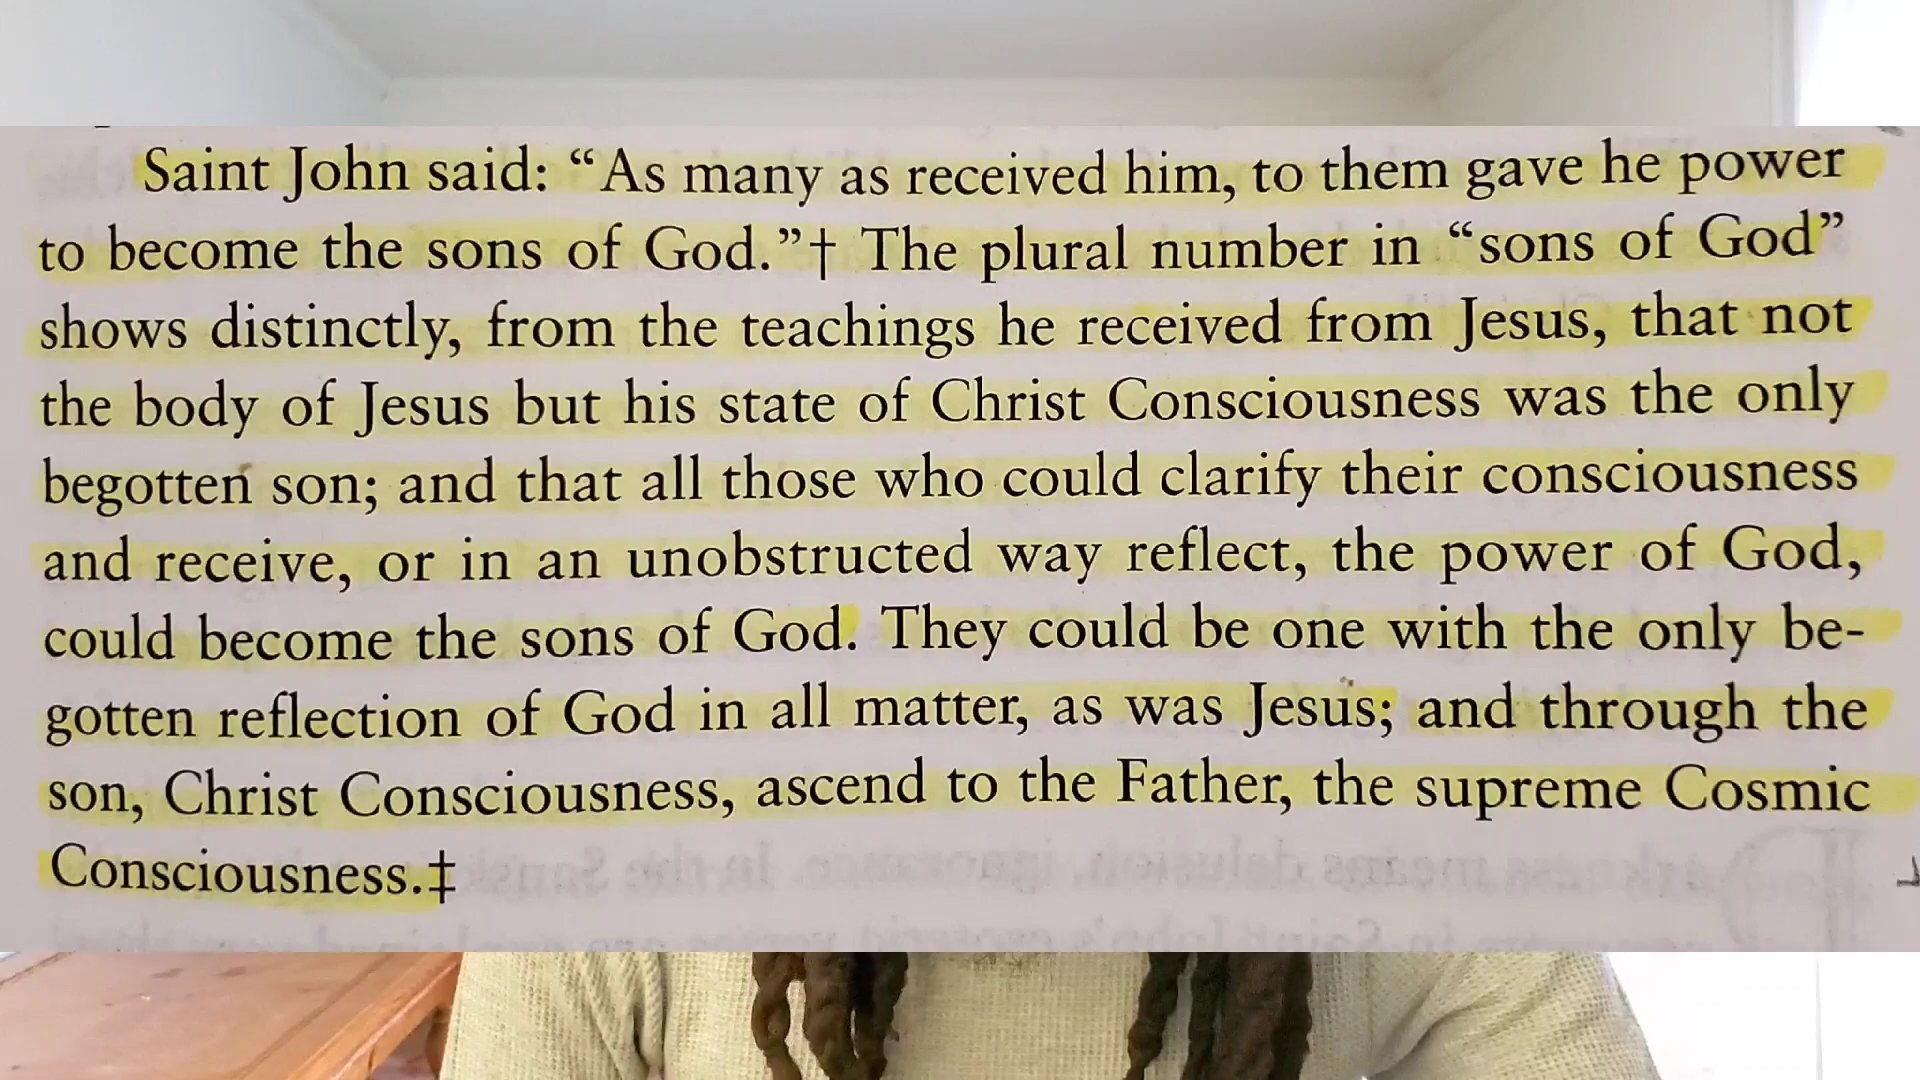 Saint John said: “As many as received him, to them gave he power
to become the sons of God.”† The plural number in “sons of God”
shows distinctly, from the teachings he received from Jesus, that not
the body of Jesus but his state of Christ Consciousness was the only
begotten son; and that all those who could clarify their consciousness
and receive, or in an unobstructed way reflect, the power of God,
could become the sons of God. They could be one with the only be-
gotten reflection of God in all matter, as was Jesus; and through the
son, Christ Consciousness, ascend to the Father, the supreme Cosmic
Consciousness.‡